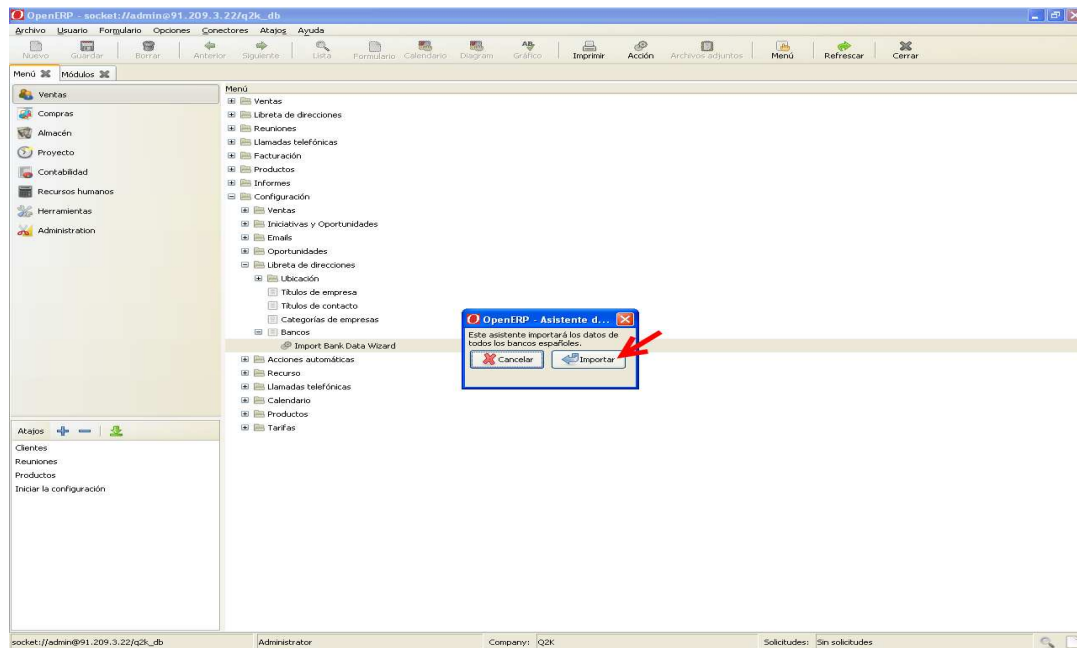 OpenERP - socket://admin@91.209.3.22/q2k_db
Archivo Usuario Formulario Opciones Conectores Atajos Ayuda
Nuevo Guardar Borrar Anterior Siguiente Lista Formulario Calendario Diagram Gráfico Imprimir Acción Archivos adjuntos Menú Refrescar Cerrar
Menú Módulos
Ventas
Compras
Almacén
Proyecto
Contabilidad
Recursos humanos
Herramientas
Administration
Menú
Ventas
Libreta de direcciones
Reuniones
Llamadas telefónicas
Facturación
Productos
Informes
Configuración
Ventas
Iniciativas y Oportunidades
Emails
Oportunidades
Libreta de direcciones
Ubicación
Títulos de empresa
Títulos de contacto
Categorías de empresas
Bancos
Import Bank Data Wizard
Acciones automáticas
Recurso
Llamadas telefónicas
Calendario
Productos
Tarifas
OpenERP - Asistente d...
Este asistente importará los datos de
todos los bancos españoles.
Cancelar Importar
Atajos
Clientes
Reuniones
Productos
Iniciar la configuración
socket://admin@91.209.3.22/q2k_db Administrator Company: Q2K Solicitudes: Sin solicitudes